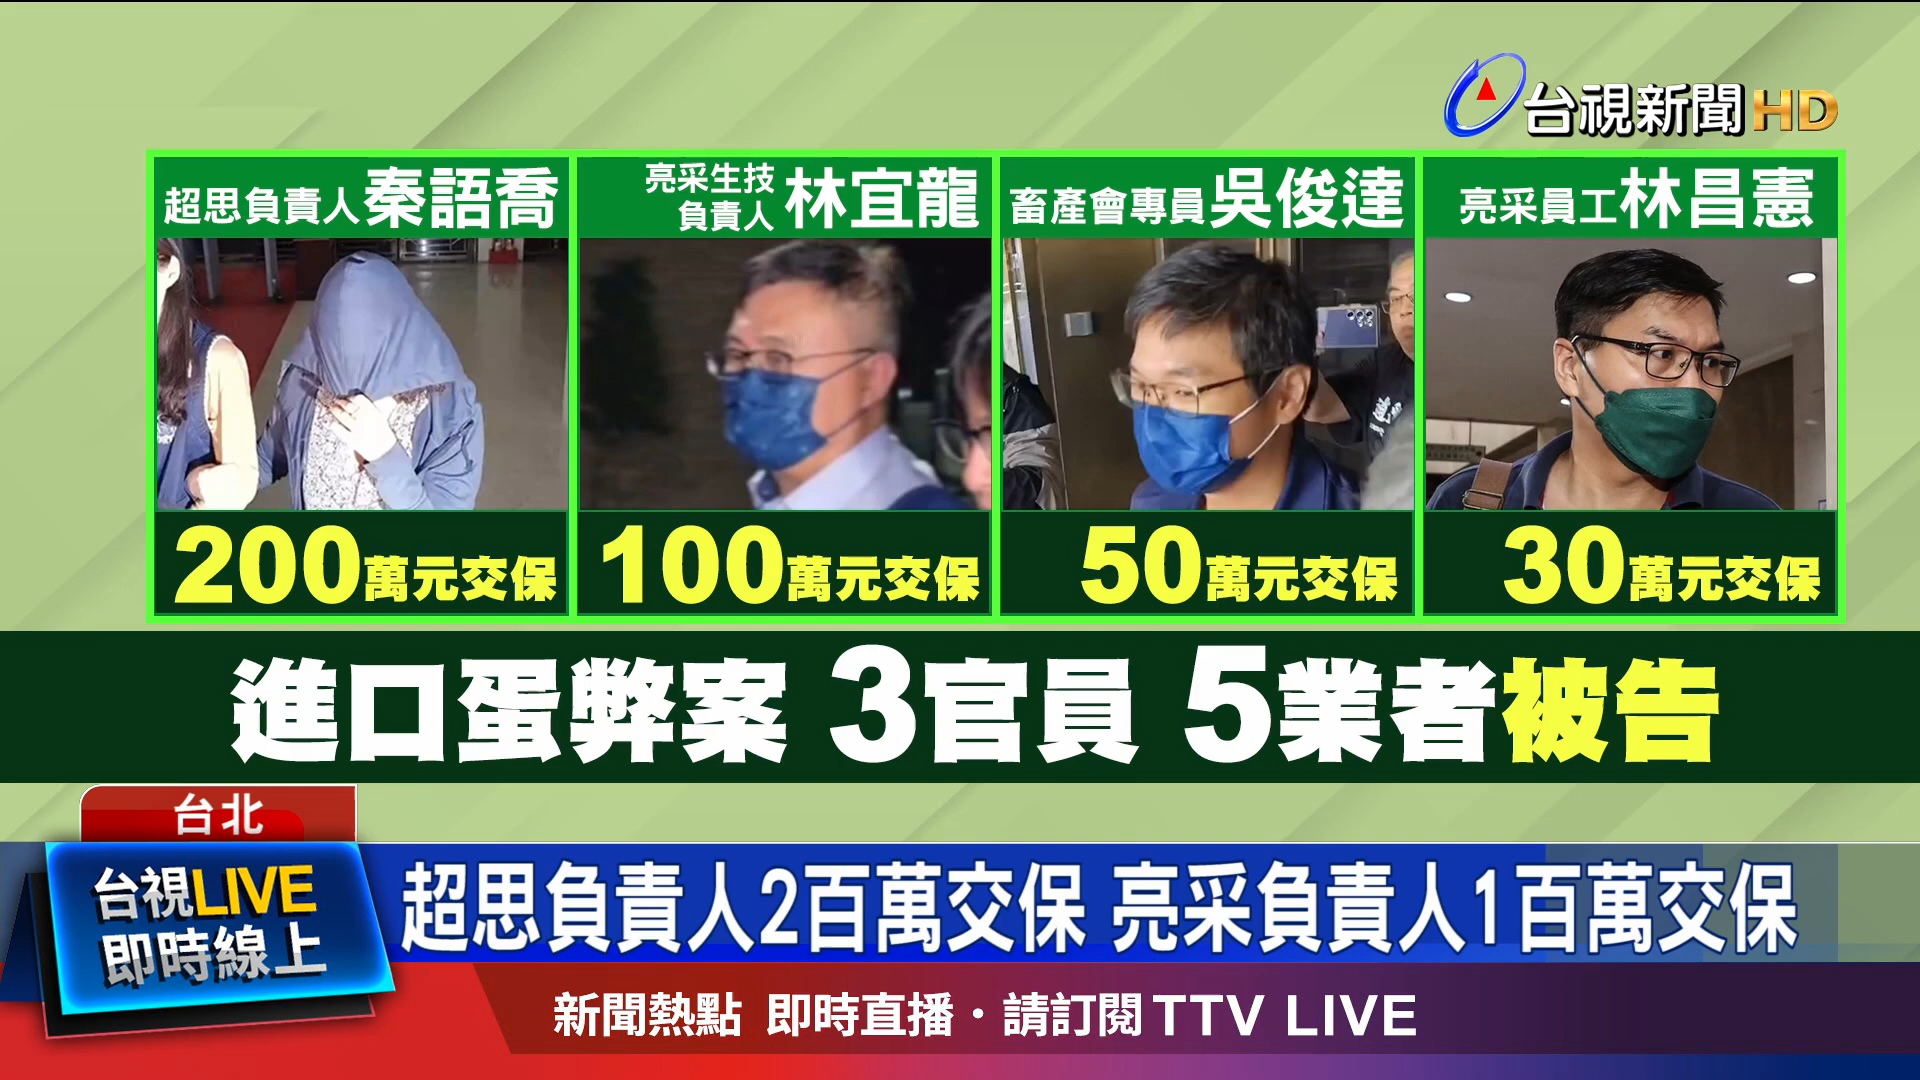 台視新聞HD
超思負責人秦語喬
亮采生技
負責人 林宜龍
畜產會專員吳俊達
亮采員工林昌憲
200萬元交保
100萬元交保
50萬元交保
30萬元交保
進口蛋弊案 3官員 5業者被告
台北
台視LIVE
即時線上
超思負責人2百萬交保 亮采負責人1百萬交保
新聞熱點 即時直播・請訂閱TTV LIVE